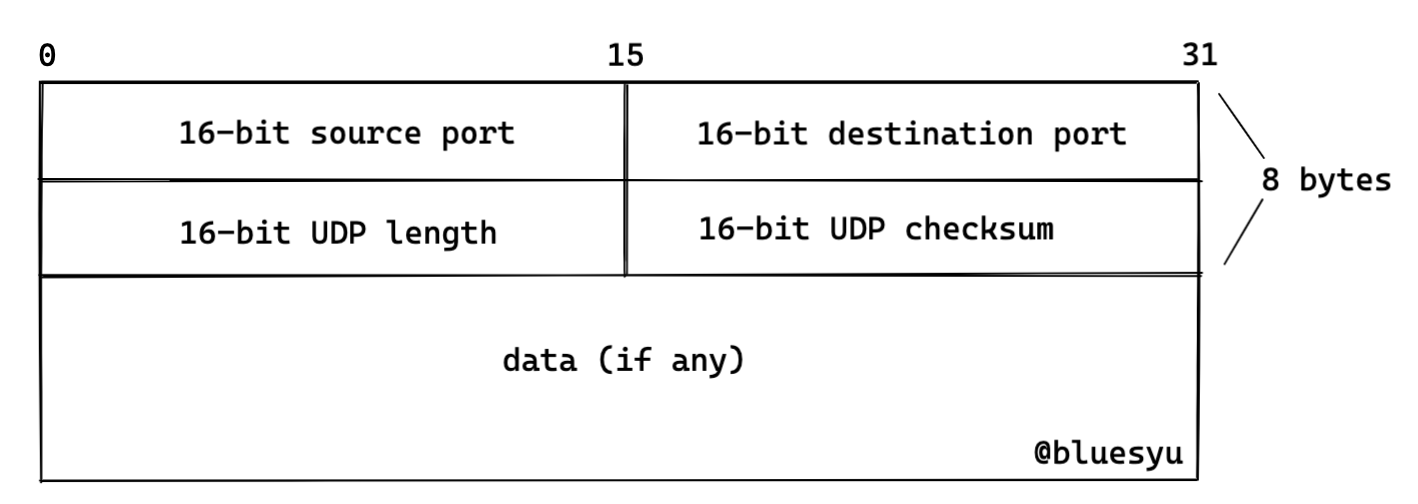 0 15 31
16-bit source port 16-bit destination port
8 bytes
16-bit UDP length 16-bit UDP checksum
data (if any)
@bluesyu